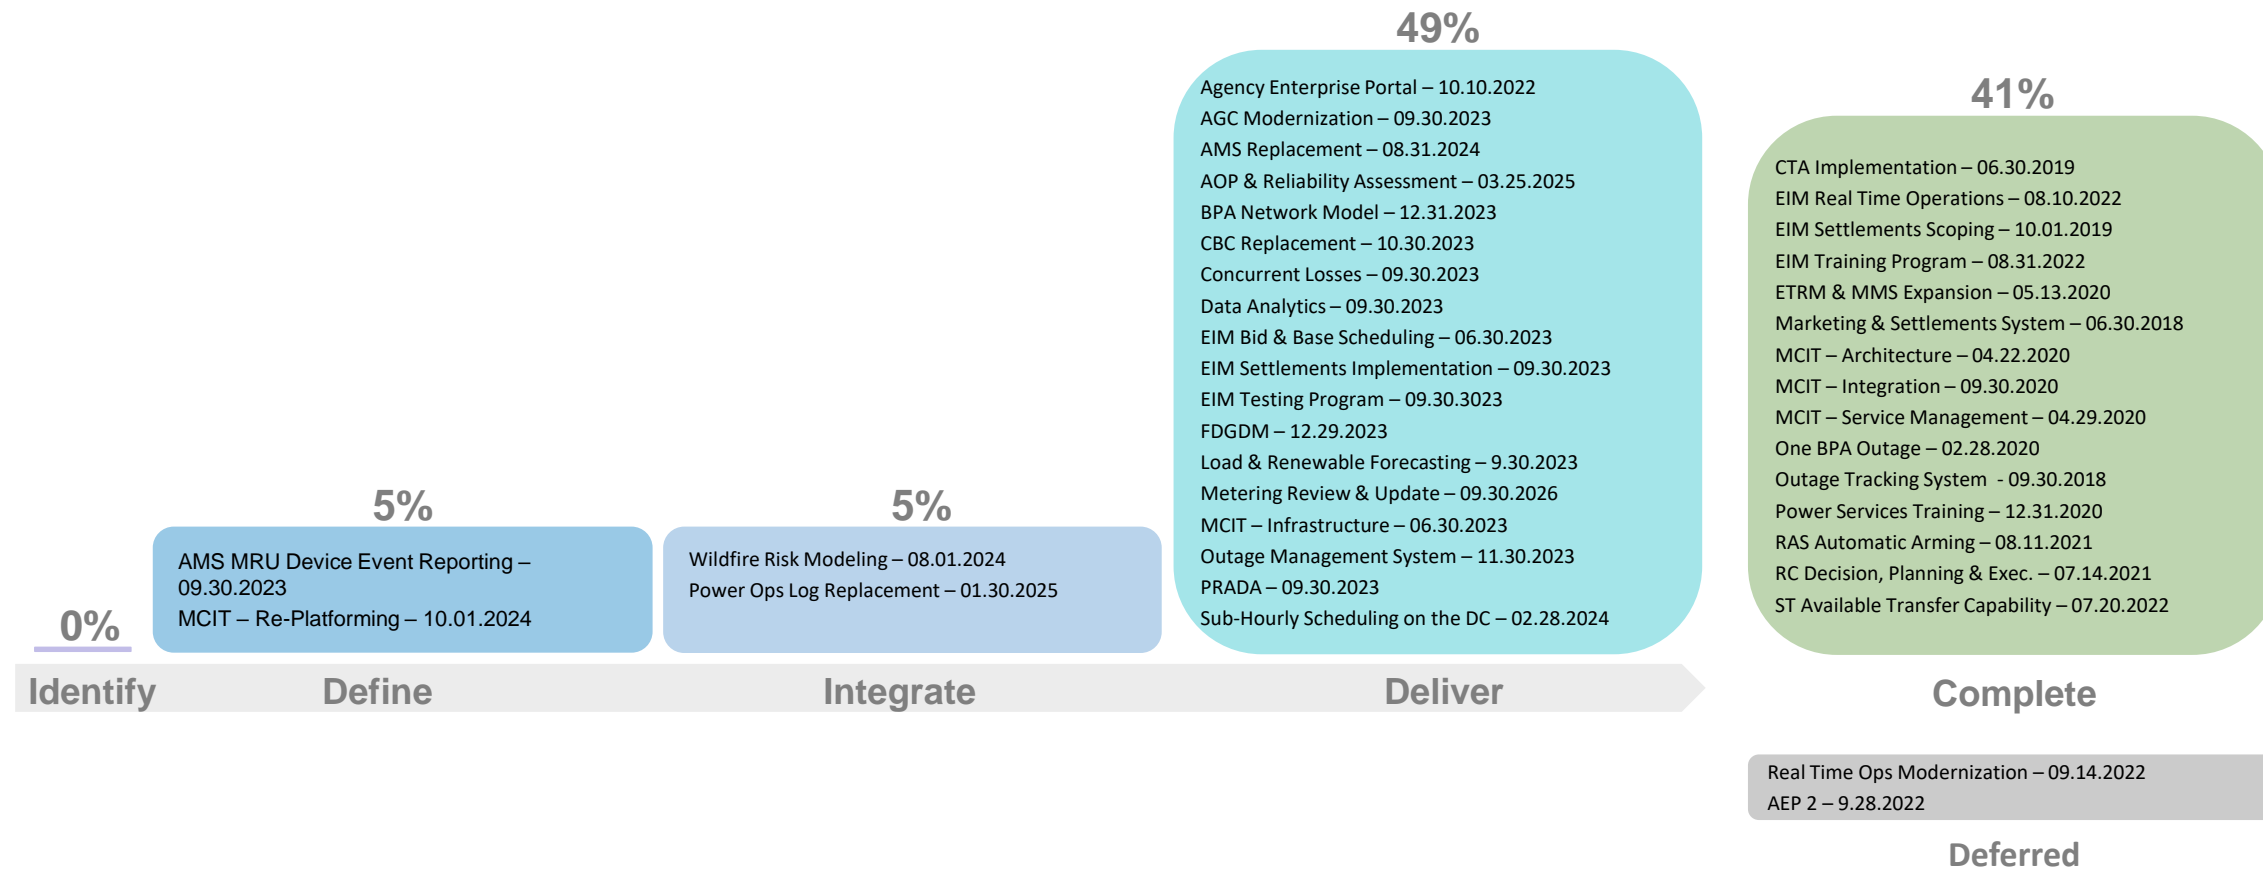 0%
Identify
5%
AMS MRU Device Event Reporting –
09.30.2023
MCIT – Re-Platforming – 10.01.2024
Define
5%
Wildfire Risk Modeling – 08.01.2024
Power Ops Log Replacement – 01.30.2025
Integrate
49%
Agency Enterprise Portal – 10.10.2022
AGC Modernization – 09.30.2023
AMS Replacement – 08.31.2024
AOP & Reliability Assessment – 03.25.2025
BPA Network Model – 12.31.2023
CBC Replacement – 10.30.2023
Concurrent Losses – 09.30.2023
Data Analytics – 09.30.2023
EIM Bid & Base Scheduling – 06.30.2023
EIM Settlements Implementation – 09.30.2023
EIM Testing Program – 09.30.3023
FDGDM – 12.29.2023
Load & Renewable Forecasting – 9.30.2023
Metering Review & Update – 09.30.2026
MCIT – Infrastructure – 06.30.2023
Outage Management System – 11.30.2023
PRADA – 09.30.2023
Sub-Hourly Scheduling on the DC – 02.28.2024
Deliver
41%
CTA Implementation – 06.30.2019
EIM Real Time Operations – 08.10.2022
EIM Settlements Scoping – 10.01.2019
EIM Training Program – 08.31.2022
ETRM & MMS Expansion – 05.13.2020
Marketing & Settlements System – 06.30.2018
MCIT – Architecture – 04.22.2020
MCIT – Integration – 09.30.2020
MCIT – Service Management – 04.29.2020
One BPA Outage – 02.28.2020
Outage Tracking System - 09.30.2018
Power Services Training – 12.31.2020
RAS Automatic Arming – 08.11.2021
RC Decision, Planning & Exec. – 07.14.2021
ST Available Transfer Capability – 07.20.2022
Complete
Real Time Ops Modernization – 09.14.2022
AEP 2 – 9.28.2022
Deferred